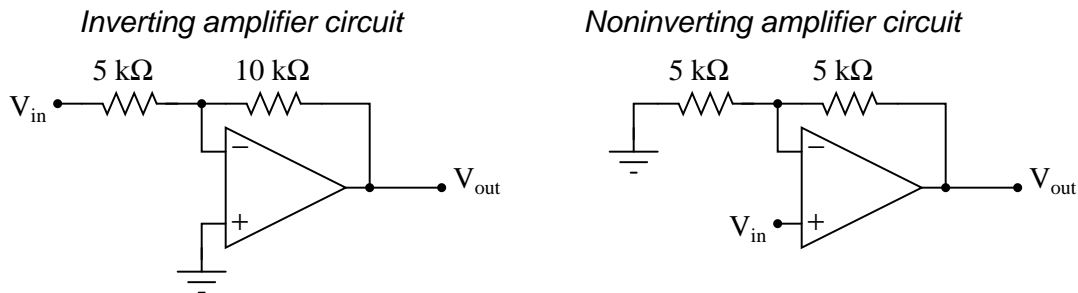 Inverting amplifier circuit
5 kΩ 10 kΩ
V_in
−
+
V_out
Noninverting amplifier circuit
5 kΩ 5 kΩ
−
V_in +
V_out